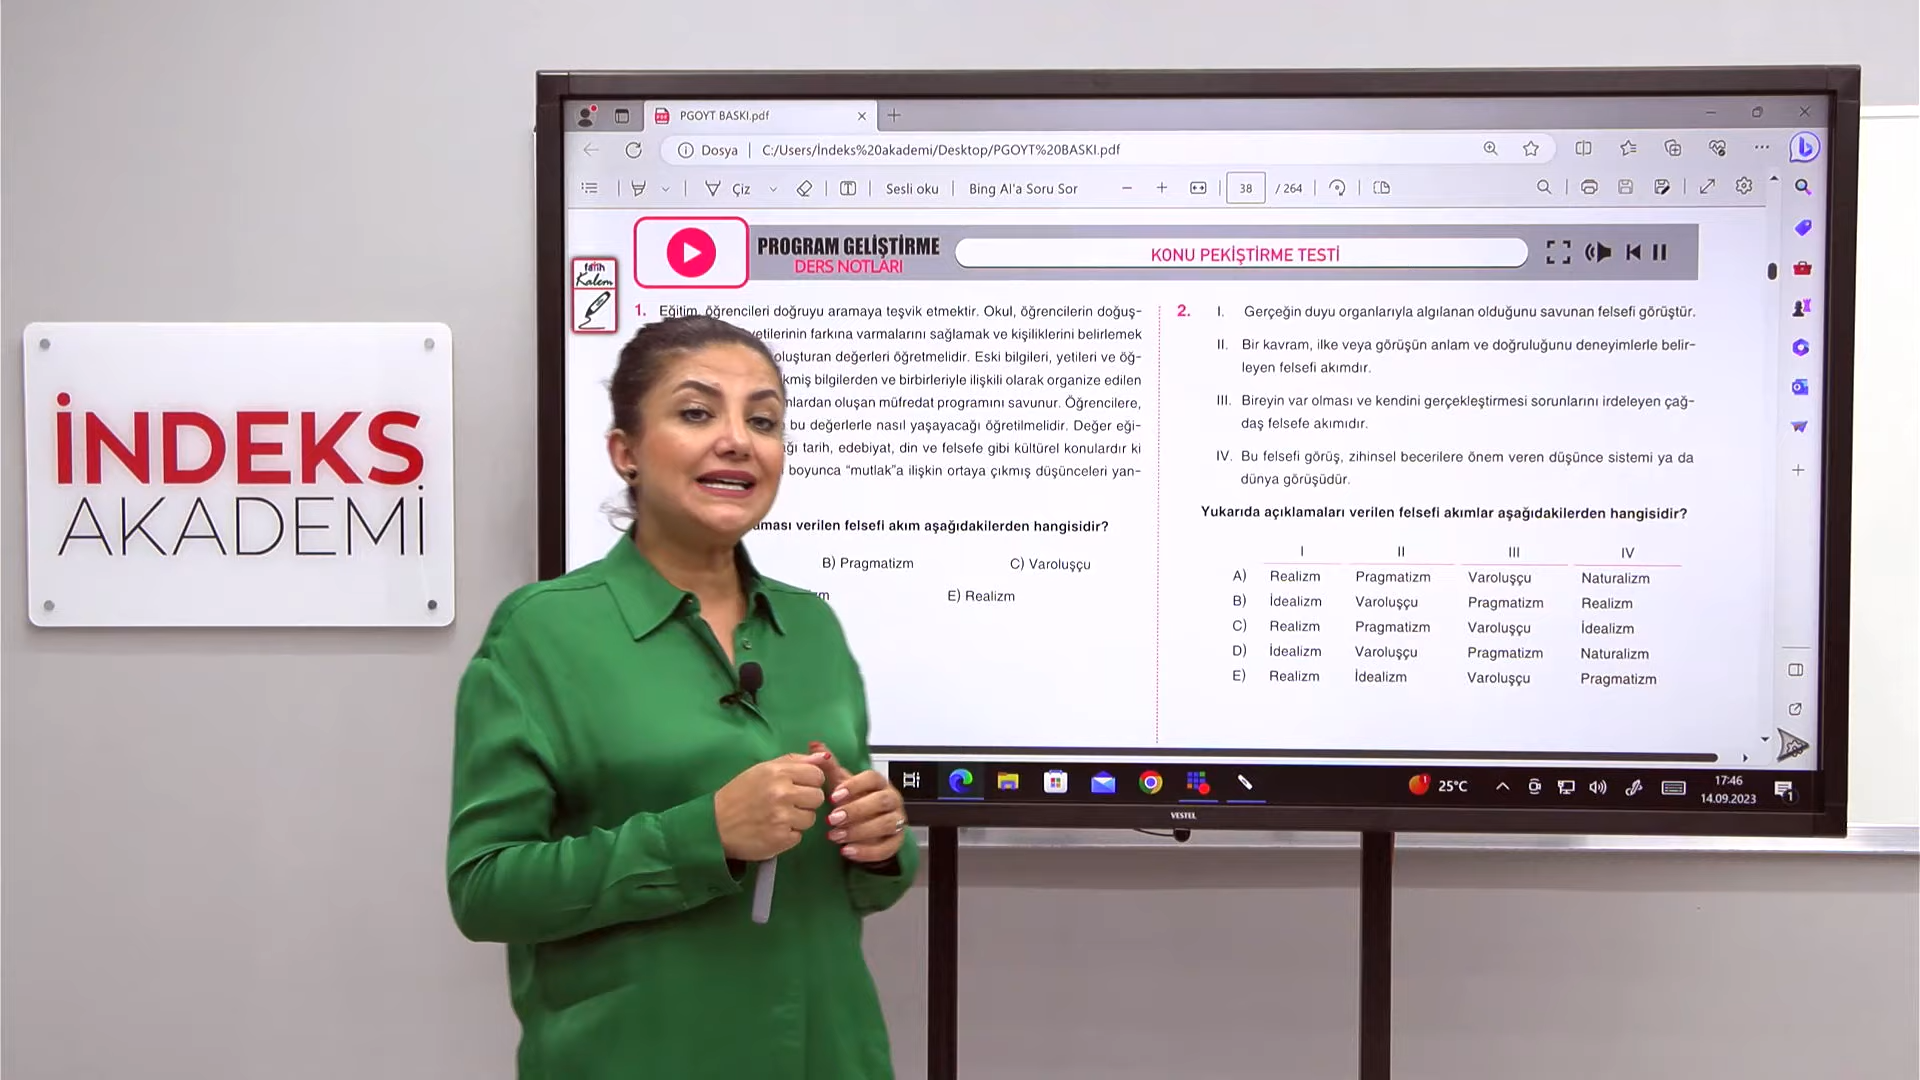 İNDEKS
AKADEMİ
PGOYT BASKI.pdf
Dosya
C:/Users/İndeks%20akademi/Desktop/PGOYT%20BASKI.pdf
Çiz
Sesli oku
Bing AI'a Soru Sor
38
/ 264
fatih
Kalem
PROGRAM GELİŞTİRME
DERS NOTLARI
KONU PEKİŞTİRME TESTİ
1. Eğitim, öğrencileri doğruyu aramaya teşvik etmektir. Okul, öğrencilerin doğuş-
farkına varmalarını sağlamak ve kişiliklerini belirlemek
oluşturan değerleri öğretmelidir. Eski bilgileri, yetileri ve öğ-
bilgilerden ve birbirleriyle ilişkili olarak organize edilen
oluşan müfredat programını savunur. Öğrencilere,
bu değerlerle nasıl yaşayacağı öğretilmelidir. Değer eği-
tarih, edebiyat, din ve felsefe gibi kültürel konulardır ki
boyunca “mutlak”a ilişkin ortaya çıkmış düşünceleri yan-
verilen felsefi akım aşağıdakilerden hangisidir?
B) Pragmatizm
C) Varoluşçu
E) Realizm
2. I. Gerçeğin duyu organlarıyla algılanan olduğunu savunan felsefi görüştür.
II. Bir kavram, ilke veya görüşün anlam ve doğruluğunu deneyimlerle belir-
leyen felsefi akımdır.
III. Bireyin var olması ve kendini gerçekleştirmesi sorunlarını irdeleyen çağ-
daş felsefe akımıdır.
IV. Bu felsefi görüş, zihinsel becerilere önem veren düşünce sistemi ya da
dünya görüşüdür.
Yukarıda açıklamaları verilen felsefi akımlar aşağıdakilerden hangisidir?
I II III IV
A) Realizm Pragmatizm Varoluşçu Naturalizm
B) İdealizm Varoluşçu Pragmatizm Realizm
C) Realizm Pragmatizm Varoluşçu İdealizm
D) İdealizm Varoluşçu Pragmatizm Naturalizm
E) Realizm İdealizm Varoluşçu Pragmatizm
25°C
17:46
14.09.2023
VESTEL